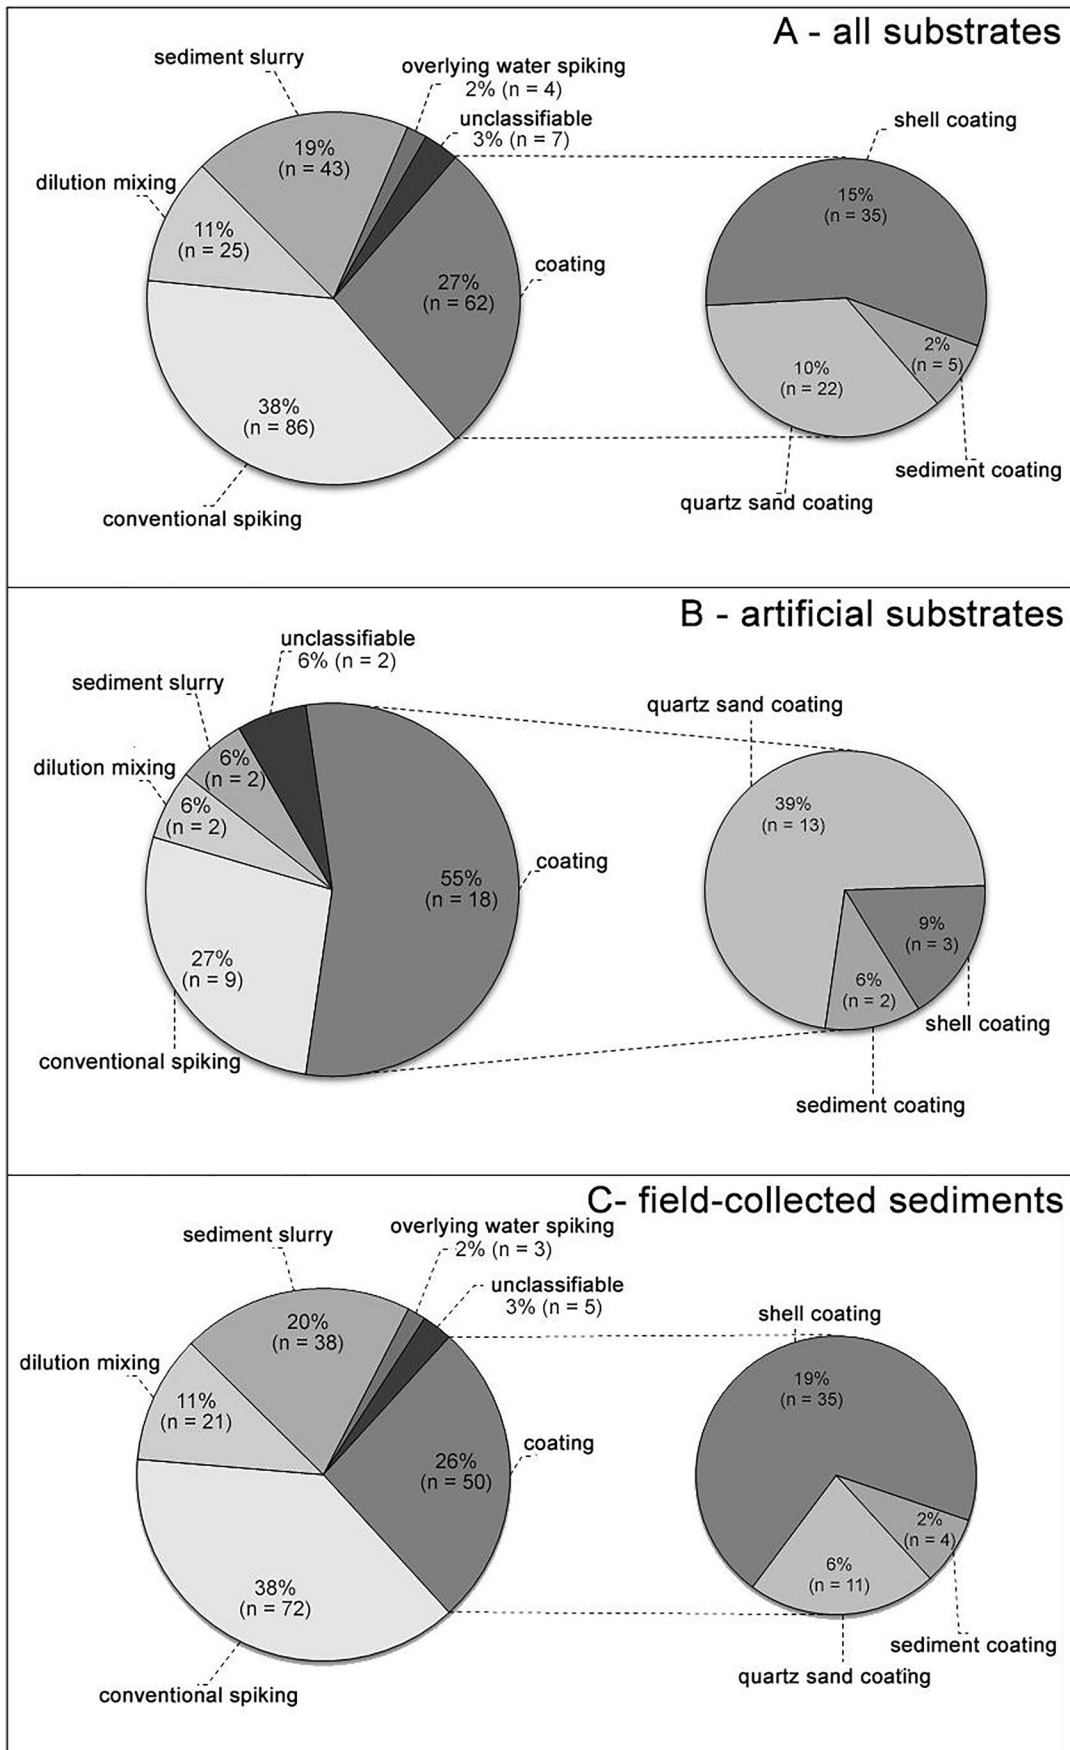 A - all substrates
sediment slurry
overlying water spiking
2% (n = 4)
unclassifiable
3% (n = 7)
shell coating
19%
(n = 43)
dilution mixing
11%
(n = 25)
15%
(n = 35)
coating
27%
(n = 62)
2%
(n = 5)
10%
(n = 22)
38%
(n = 86)
sediment coating
quartz sand coating
conventional spiking
B - artificial substrates
unclassifiable
6% (n = 2)
sediment slurry
quartz sand coating
dilution mixing
6%
(n = 2)
6%
(n = 2)
39%
(n = 13)
coating
55%
(n = 18)
9%
(n = 3)
27%
(n = 9)
6%
(n = 2)
shell coating
conventional spiking
sediment coating
C- field-collected sediments
sediment slurry
overlying water spiking
2% (n = 3)
unclassifiable
3% (n = 5)
shell coating
20%
(n = 38)
dilution mixing
11%
(n = 21)
19%
(n = 35)
coating
26%
(n = 50)
2%
(n = 4)
6%
(n = 11)
38%
(n = 72)
sediment coating
quartz sand coating
conventional spiking